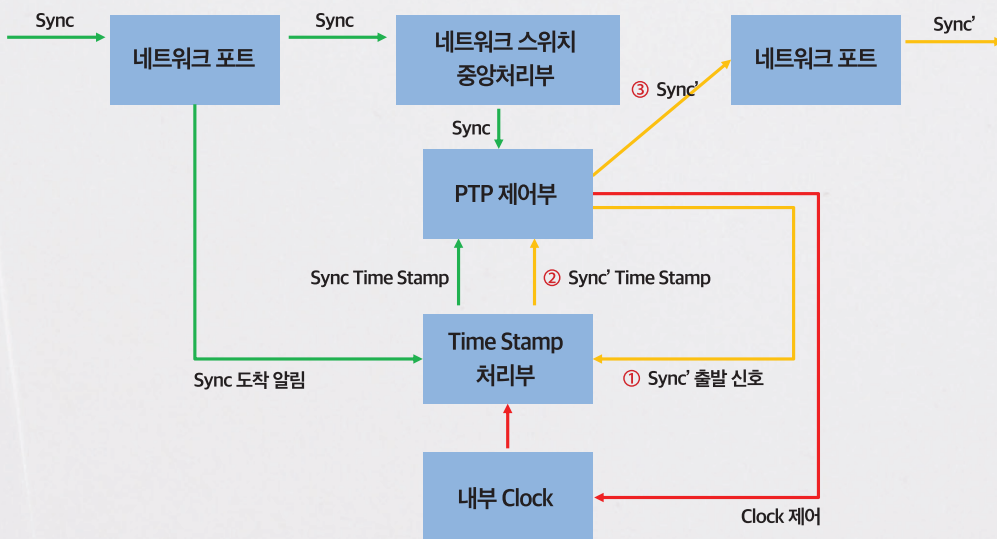 Sync
Sync
Sync’
네트워크 포트
네트워크 스위치
중앙처리부
네트워크 포트
③ Sync’
Sync
PTP 제어부
Sync Time Stamp
② Sync’ Time Stamp
Time Stamp
처리부
Sync 도착 알림
① Sync’ 출발 신호
내부 Clock
Clock 제어